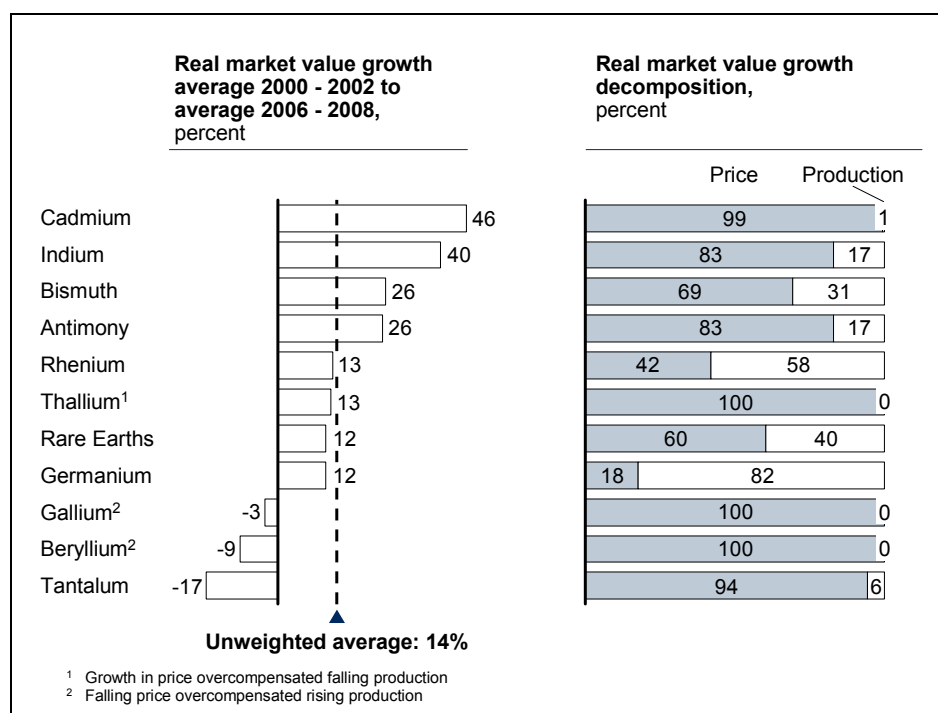 Real market value growth
average 2000 - 2002 to
average 2006 - 2008,
percent
Real market value growth
decomposition,
percent
Price Production
Cadmium 46 99 1
Indium 40 83 17
Bismuth 26 69 31
Antimony 26 83 17
Rhenium 13 42 58
Thallium¹ 13 100 0
Rare Earths 12 60 40
Germanium 12 18 82
Gallium² -3 100 0
Beryllium² -9 100 0
Tantalum -17 94 6
Unweighted average: 14%
¹ Growth in price overcompensated falling production
² Falling price overcompensated rising production